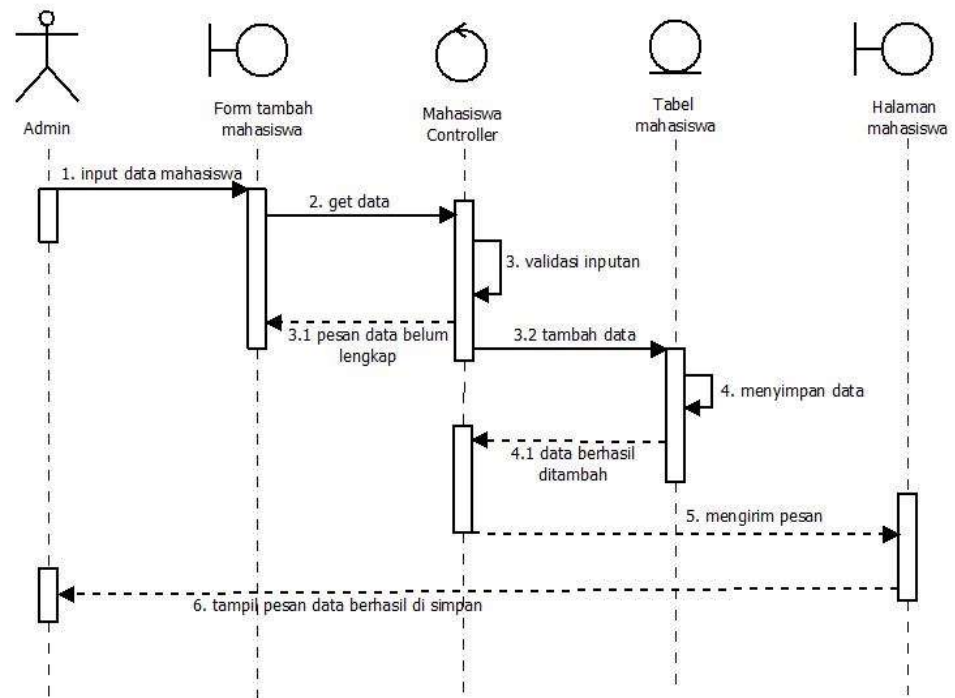 Admin
Form tambah
mahasiswa
Mahasiswa
Controller
Tabel
mahasiswa
Halaman
mahasiswa
1. input data mahasiswa
2. get data
3. validasi inputan
3.1 pesan data belum
lengkap
3.2 tambah data
4. menyimpan data
4.1 data berhasil
ditambah
5. mengirim pesan
6. tampil pesan data berhasil di simpan